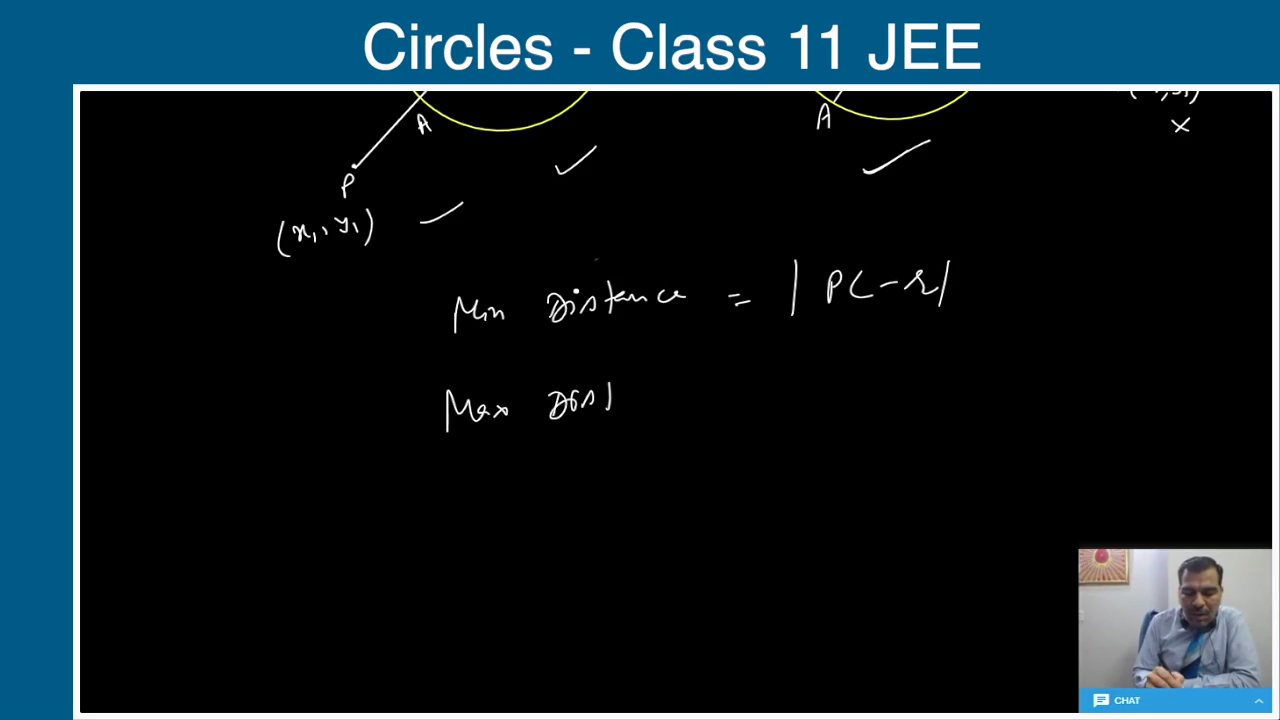 Circles - Class 11 JEE
A
A
P
(x₁, y₁)
Min Distance = | PC - r |
Max Dist
CHAT